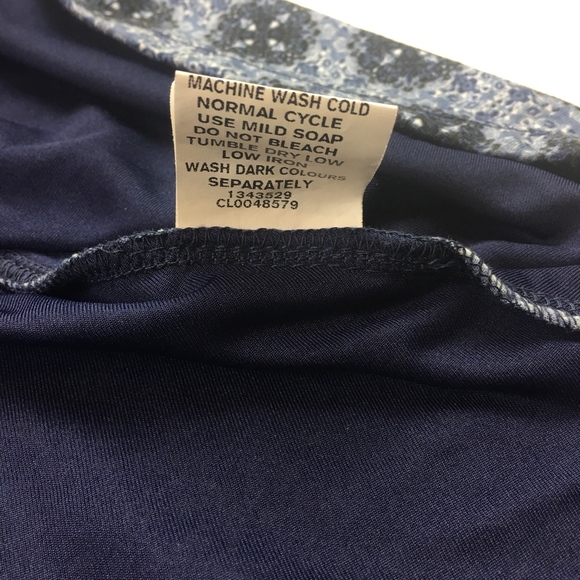 MACHINE WASH COLD
NORMAL CYCLE
USE MILD SOAP
DO NOT BLEACH
TUMBLE DRY LOW
LOW IRON
WASH DARK COLOURS
SEPARATELY
1343529
CL0048579